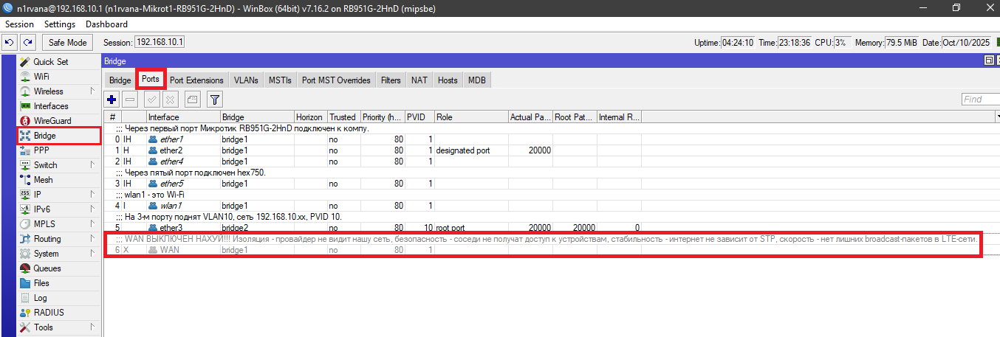 n1rvana@192.168.10.1 (n1rvana-Mikrot1-RB951G-2HnD) - WinBox (64bit) v7.16.2 on RB951G-2HnD (mipsbe)
Session Settings Dashboard
Safe Mode Session: 192.168.10.1 Uptime: 04:24:10 Time: 23:18:36 CPU: 3% Memory: 79.5 MiB Date: Oct/10/2025
Quick Set
WiFi
Wireless
Interfaces
WireGuard
Bridge
PPP
Switch
Mesh
IP
IPv6
MPLS
Routing
System
Queues
Files
Log
RADIUS
Tools
Bridge
Bridge Ports Port Extensions VLANs MSTIs Port MST Overrides Filters NAT Hosts MDB
Find
# Interface Bridge Horizon Trusted Priority (h... PVID Role Actual Pa... Root Pat... Internal R...
;;; Через первый порт Микротик RB951G-2HnD подключен к компу.
0 IH ether1 bridge1 no 80 1
1 H ether2 bridge1 no 80 1 designated port 20000
2 IH ether4 bridge1 no 80 1
;;; Через пятый порт подключен hex750.
3 IH ether5 bridge1 no 80 1
;;; wlan1 - это Wi-Fi
4 I wlan1 bridge1 no 80 1
;;; На 3-м порту поднят VLAN10, сеть 192.168.10.xx, PVID 10.
5 H ether3 bridge2 no 80 10 root port 20000 20000 0
;;; WAN ВЫКЛЮЧЕН НАХУЙ!!! Изоляция - провайдер не видит нашу сеть, безопасность - соседи не получат доступ к устройствам, стабильность - интернет не зависит от STP, скорость - нет лишних broadcast-пакетов в LTE-сети.
6 X WAN bridge1 no 80 1